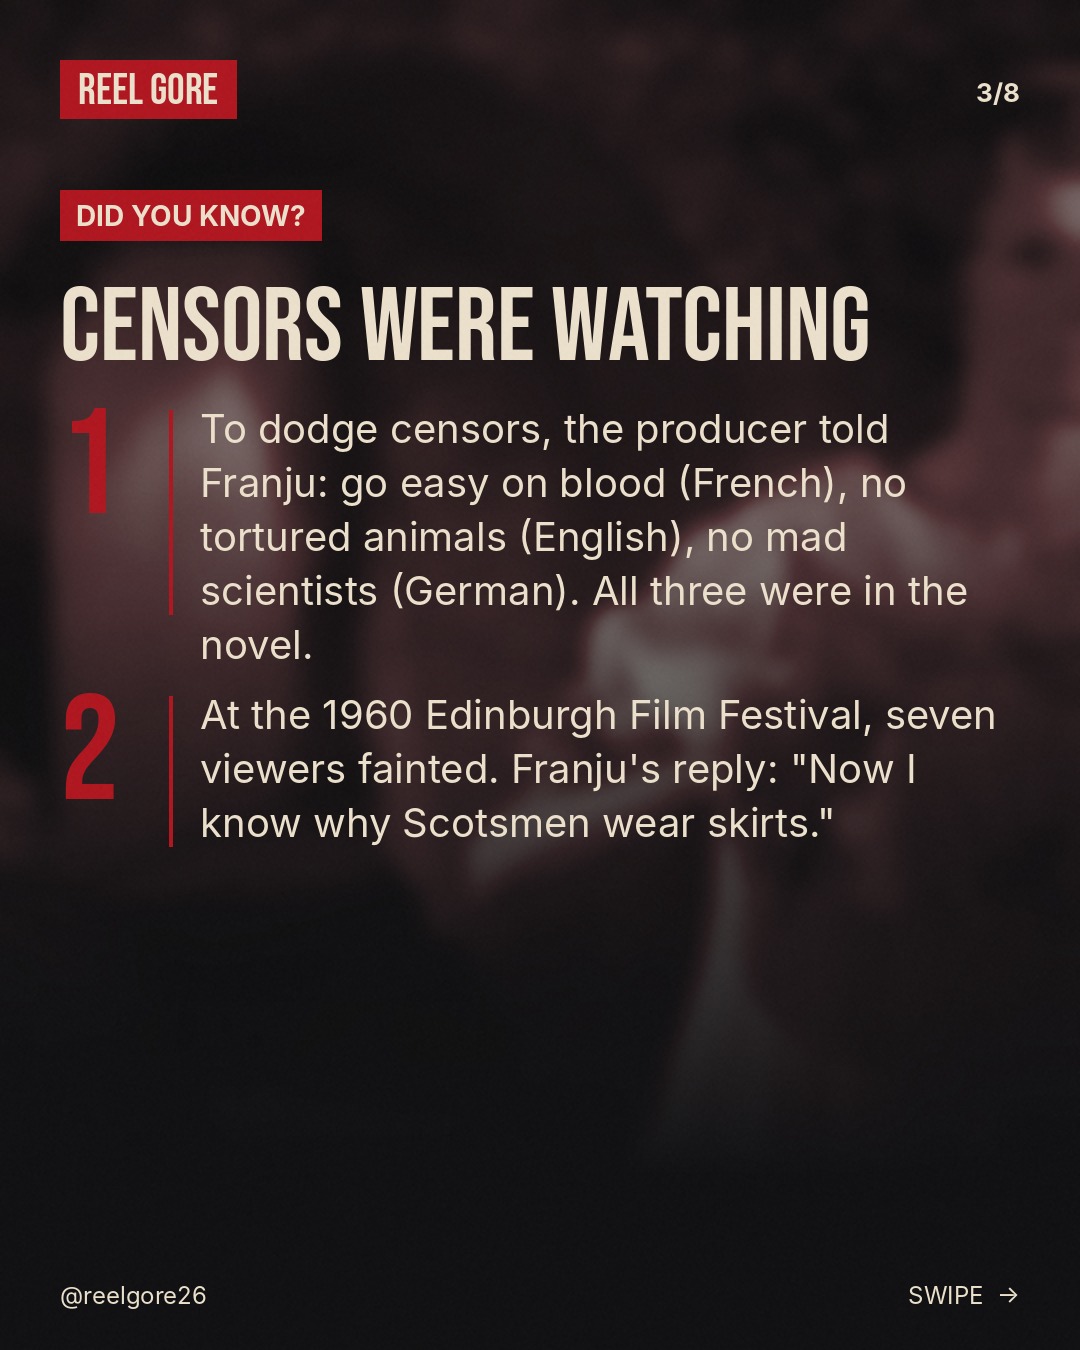 REEL GORE
3/8
DID YOU KNOW?
CENSORS WERE WATCHING
1
To dodge censors, the producer told
Franju: go easy on blood (French), no
tortured animals (English), no mad
scientists (German). All three were in the
novel.
2
At the 1960 Edinburgh Film Festival, seven
viewers fainted. Franju's reply: "Now I
know why Scotsmen wear skirts."
@reelgore26
SWIPE →